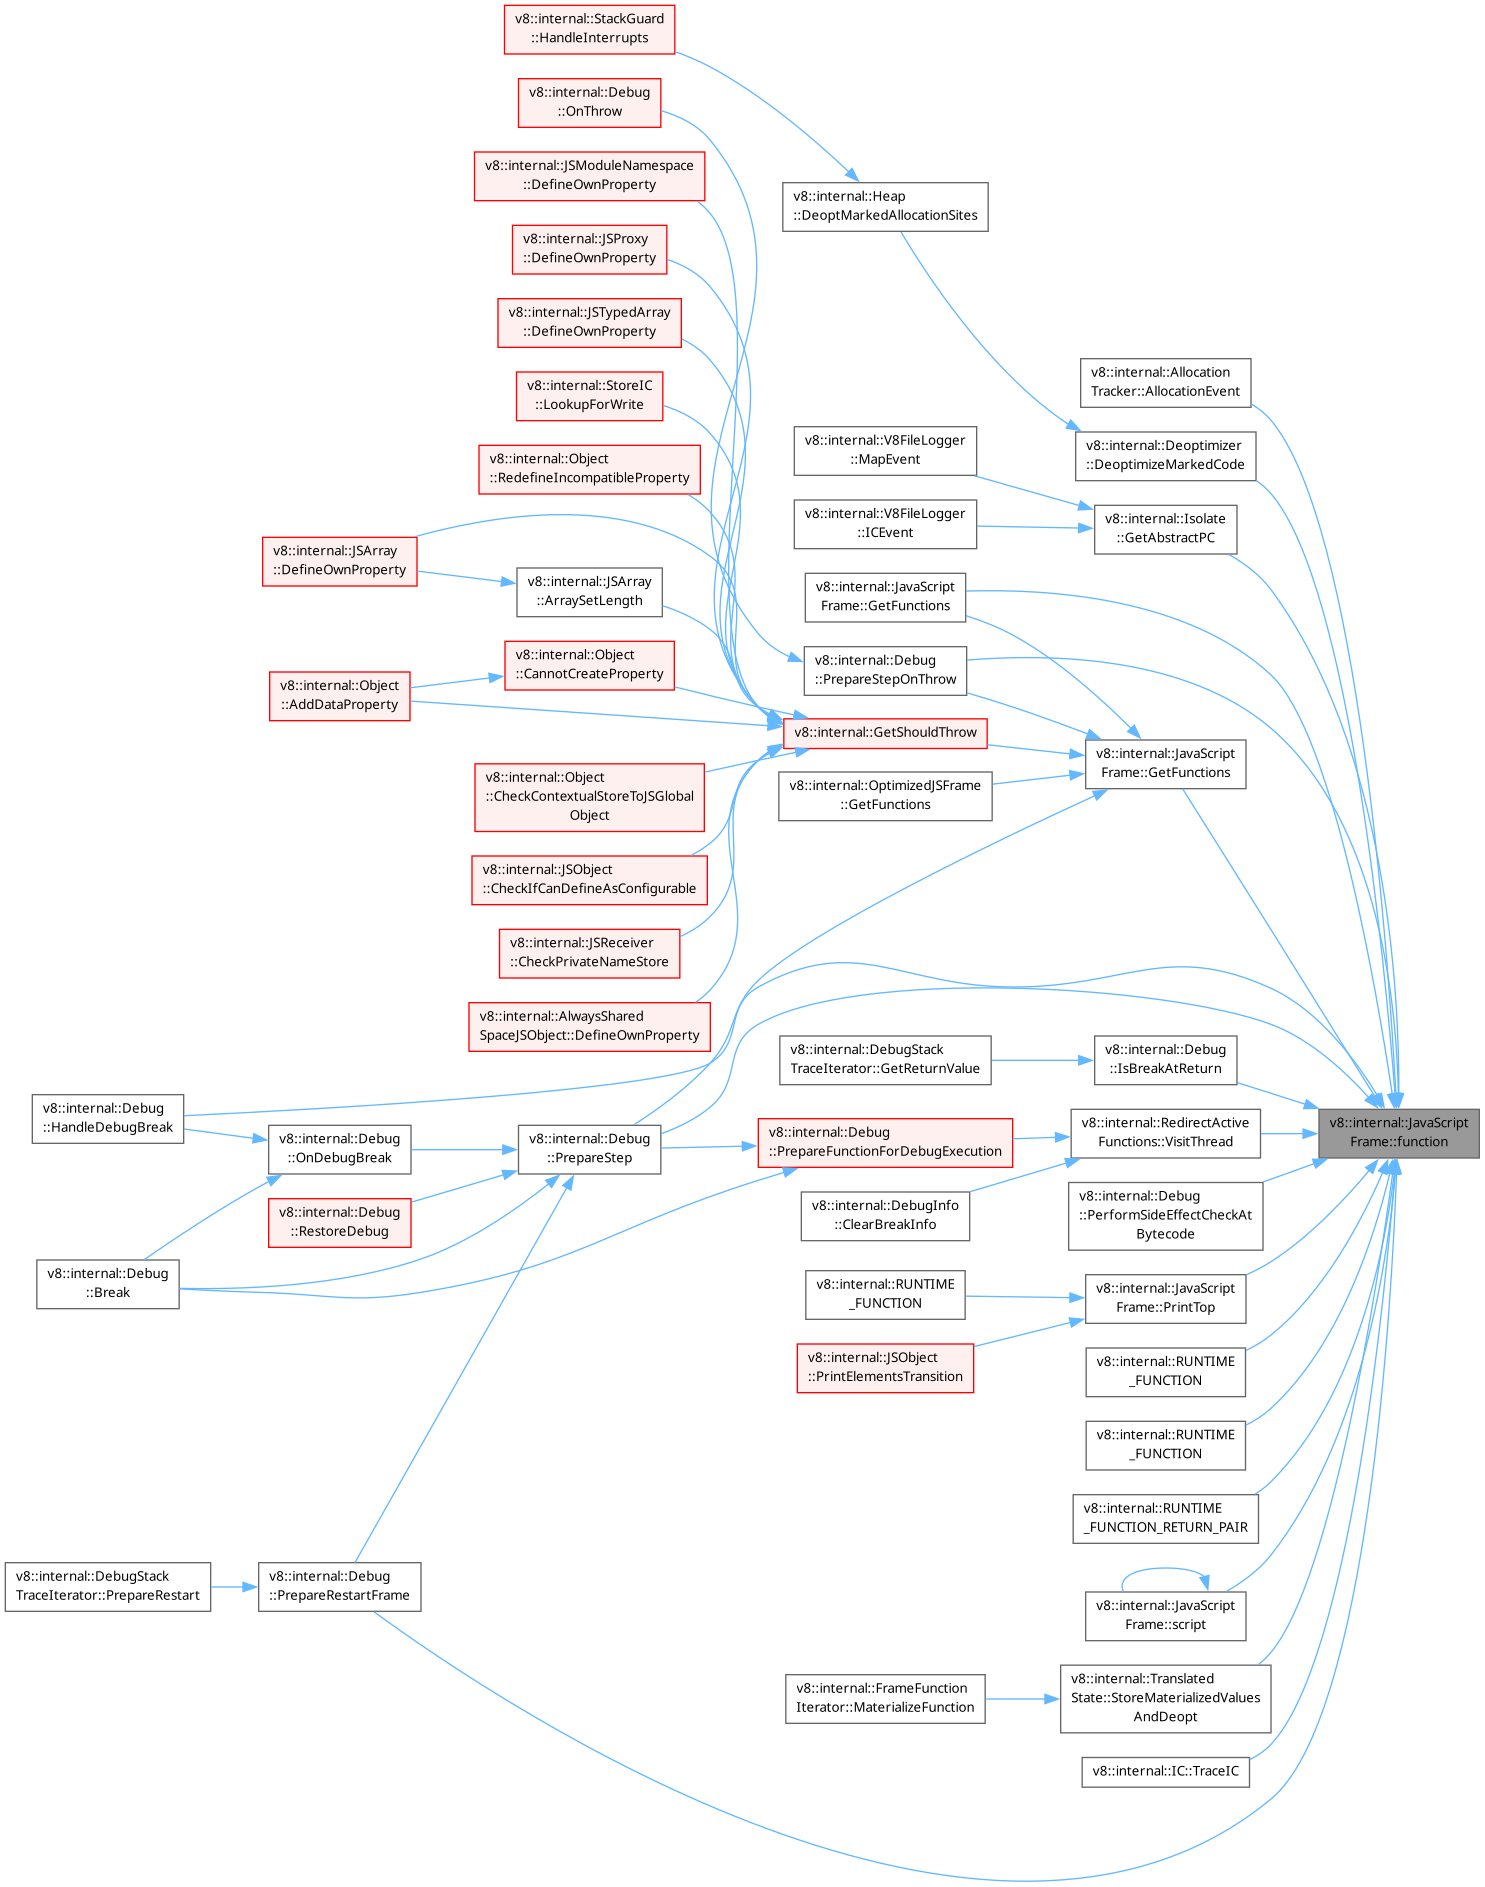 v8::internal::StackGuard
::HandleInterrupts
v8::internal::Debug
::OnThrow
v8::internal::JSModuleNamespace
::DefineOwnProperty
v8::internal::Heap
::DeoptMarkedAllocationSites
v8::internal::JSProxy
::DefineOwnProperty
v8::internal::JSTypedArray
::DefineOwnProperty
v8::internal::StoreIC
::LookupForWrite
v8::internal::Allocation
Tracker::AllocationEvent
v8::internal::Object
::RedefineIncompatibleProperty
v8::internal::V8FileLogger
::MapEvent
v8::internal::Deoptimizer
::DeoptimizeMarkedCode
v8::internal::V8FileLogger
::ICEvent
v8::internal::Isolate
::GetAbstractPC
v8::internal::JSArray
::DefineOwnProperty
v8::internal::JSArray
::ArraySetLength
v8::internal::JavaScript
Frame::GetFunctions
v8::internal::Object
::CannotCreateProperty
v8::internal::Debug
::PrepareStepOnThrow
v8::internal::Object
::AddDataProperty
v8::internal::GetShouldThrow
v8::internal::JavaScript
Frame::GetFunctions
v8::internal::Object
::CheckContextualStoreToJSGlobal
Object
v8::internal::OptimizedJSFrame
::GetFunctions
v8::internal::JSObject
::CheckIfCanDefineAsConfigurable
v8::internal::JSReceiver
::CheckPrivateNameStore
v8::internal::AlwaysShared
SpaceJSObject::DefineOwnProperty
v8::internal::DebugStack
TraceIterator::GetReturnValue
v8::internal::Debug
::IsBreakAtReturn
v8::internal::Debug
::HandleDebugBreak
v8::internal::Debug
::OnDebugBreak
v8::internal::Debug
::PrepareStep
v8::internal::Debug
::PrepareFunctionForDebugExecution
v8::internal::RedirectActive
Functions::VisitThread
v8::internal::JavaScript
Frame::function
v8::internal::Debug
::RestoreDebug
v8::internal::DebugInfo
::ClearBreakInfo
v8::internal::Debug
::PerformSideEffectCheckAt
Bytecode
v8::internal::Debug
::Break
v8::internal::RUNTIME
_FUNCTION
v8::internal::JavaScript
Frame::PrintTop
v8::internal::JSObject
::PrintElementsTransition
v8::internal::RUNTIME
_FUNCTION
v8::internal::RUNTIME
_FUNCTION
v8::internal::RUNTIME
_FUNCTION_RETURN_PAIR
v8::internal::DebugStack
TraceIterator::PrepareRestart
v8::internal::Debug
::PrepareRestartFrame
v8::internal::JavaScript
Frame::script
v8::internal::FrameFunction
Iterator::MaterializeFunction
v8::internal::Translated
State::StoreMaterializedValues
AndDeopt
v8::internal::IC::TraceIC